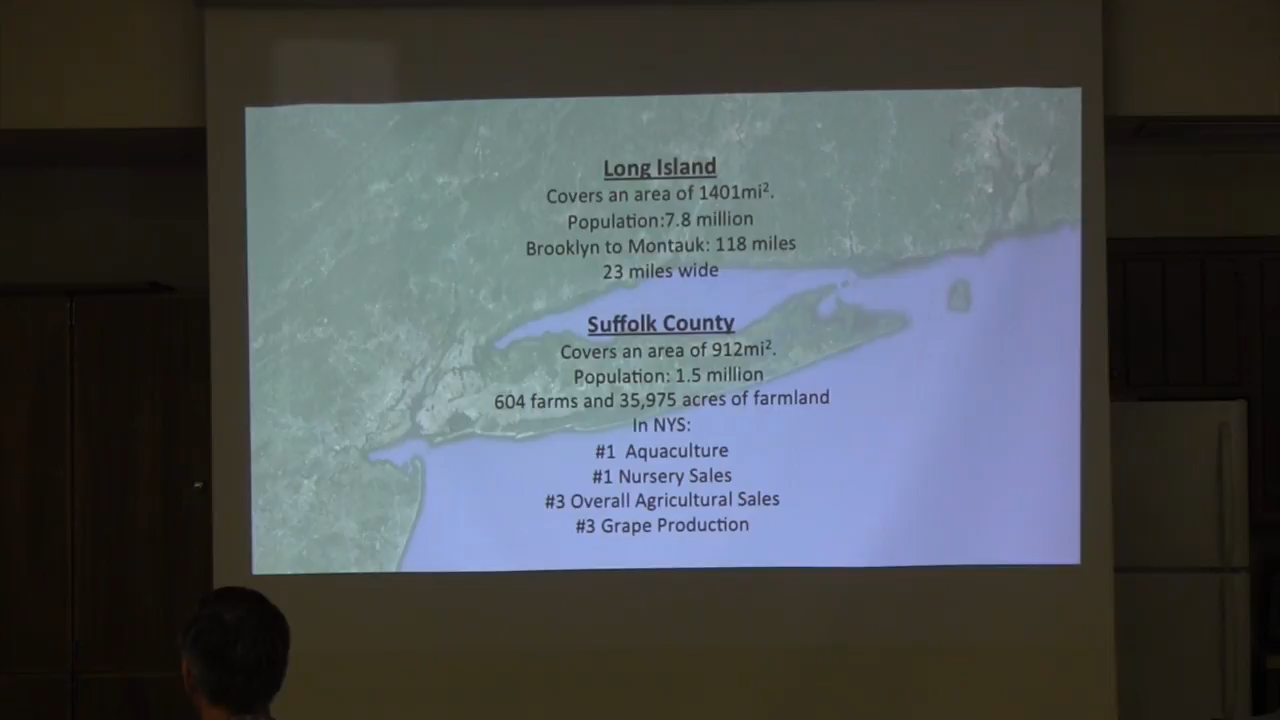 Long Island
Covers an area of 1401mi².
Population:7.8 million
Brooklyn to Montauk: 118 miles
23 miles wide
Suffolk County
Covers an area of 912mi².
Population: 1.5 million
604 farms and 35,975 acres of farmland
In NYS:
#1  Aquaculture
#1 Nursery Sales
#3 Overall Agricultural Sales
#3 Grape Production